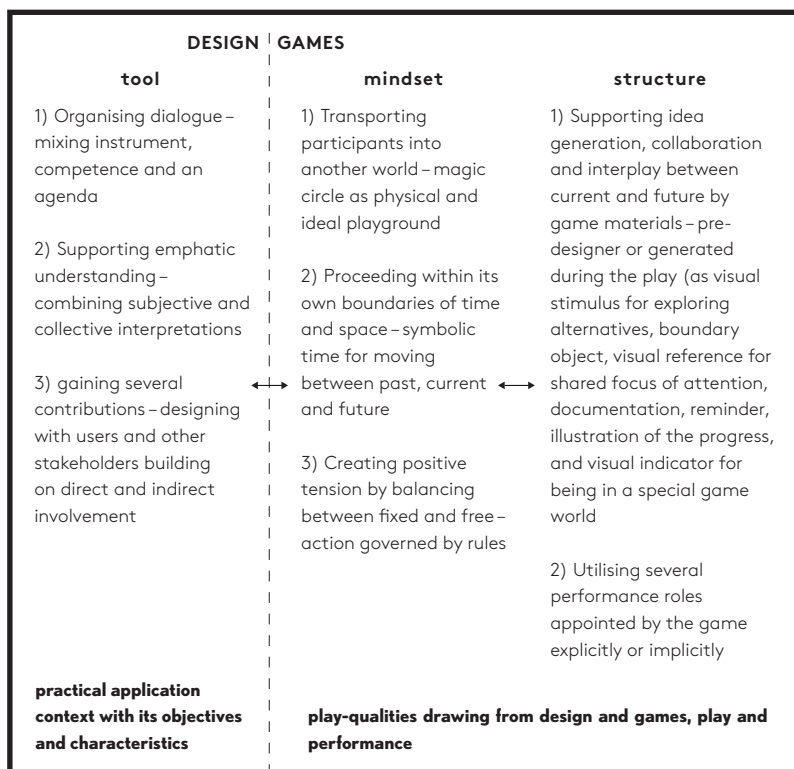 DESIGN GAMES
tool
1) Organising dialogue – 
mixing instrument,
competence and an
agenda
2) Supporting emphatic
understanding –
combining subjective and
collective interpretations
3) gaining several
contributions – designing
with users and other
stakeholders building
on direct and indirect
involvement
practical application
context with its objectives
and characteristics
mindset
1) Transporting
participants into
another world – magic
circle as physical and
ideal playground
2) Proceeding within its
own boundaries of time
and space – symbolic
time for moving
between past, current
and future
3) Creating positive
tension by balancing
between fixed and free –
action governed by rules
structure
1) Supporting idea
generation, collaboration
and interplay between
current and future by
game materials – pre-
designer or generated
during the play (as visual
stimulus for exploring
alternatives, boundary
object, visual reference for
shared focus of attention,
documentation, reminder,
illustration of the progress,
and visual indicator for
being in a special game
world
2) Utilising several
performance roles
appointed by the game
explicitly or implicitly
play-qualities drawing from design and games, play and
performance